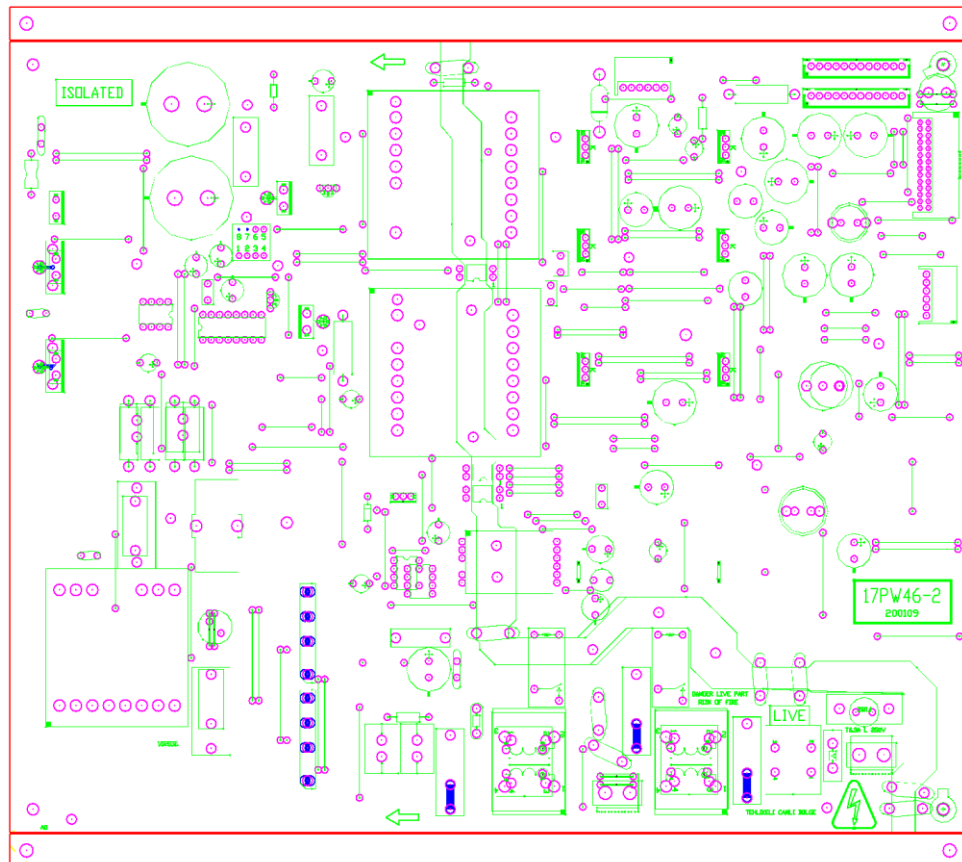 ISOLATED
8 7 6 5
1 2 3 4
17PW46-2
200109
DANGER LIVE PART
RISK OF FIRE
LIVE
TEHLIKELI CANLI BOLGE